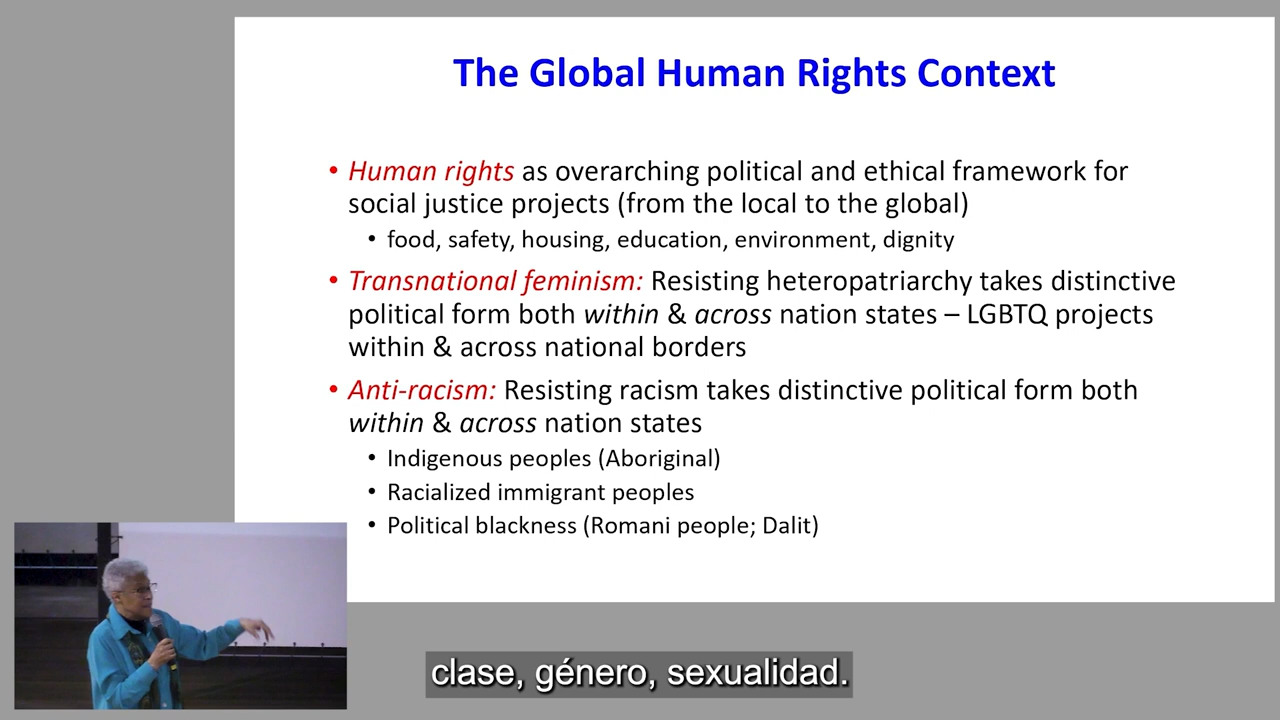 The Global Human Rights Context
• Human rights as overarching political and ethical framework for
social justice projects (from the local to the global)
• food, safety, housing, education, environment, dignity
• Transnational feminism: Resisting heteropatriarchy takes distinctive
political form both within & across nation states – LGBTQ projects
within & across national borders
• Anti-racism: Resisting racism takes distinctive political form both
within & across nation states
• Indigenous peoples (Aboriginal)
• Racialized immigrant peoples
• Political blackness (Romani people; Dalit)
clase, género, sexualidad.